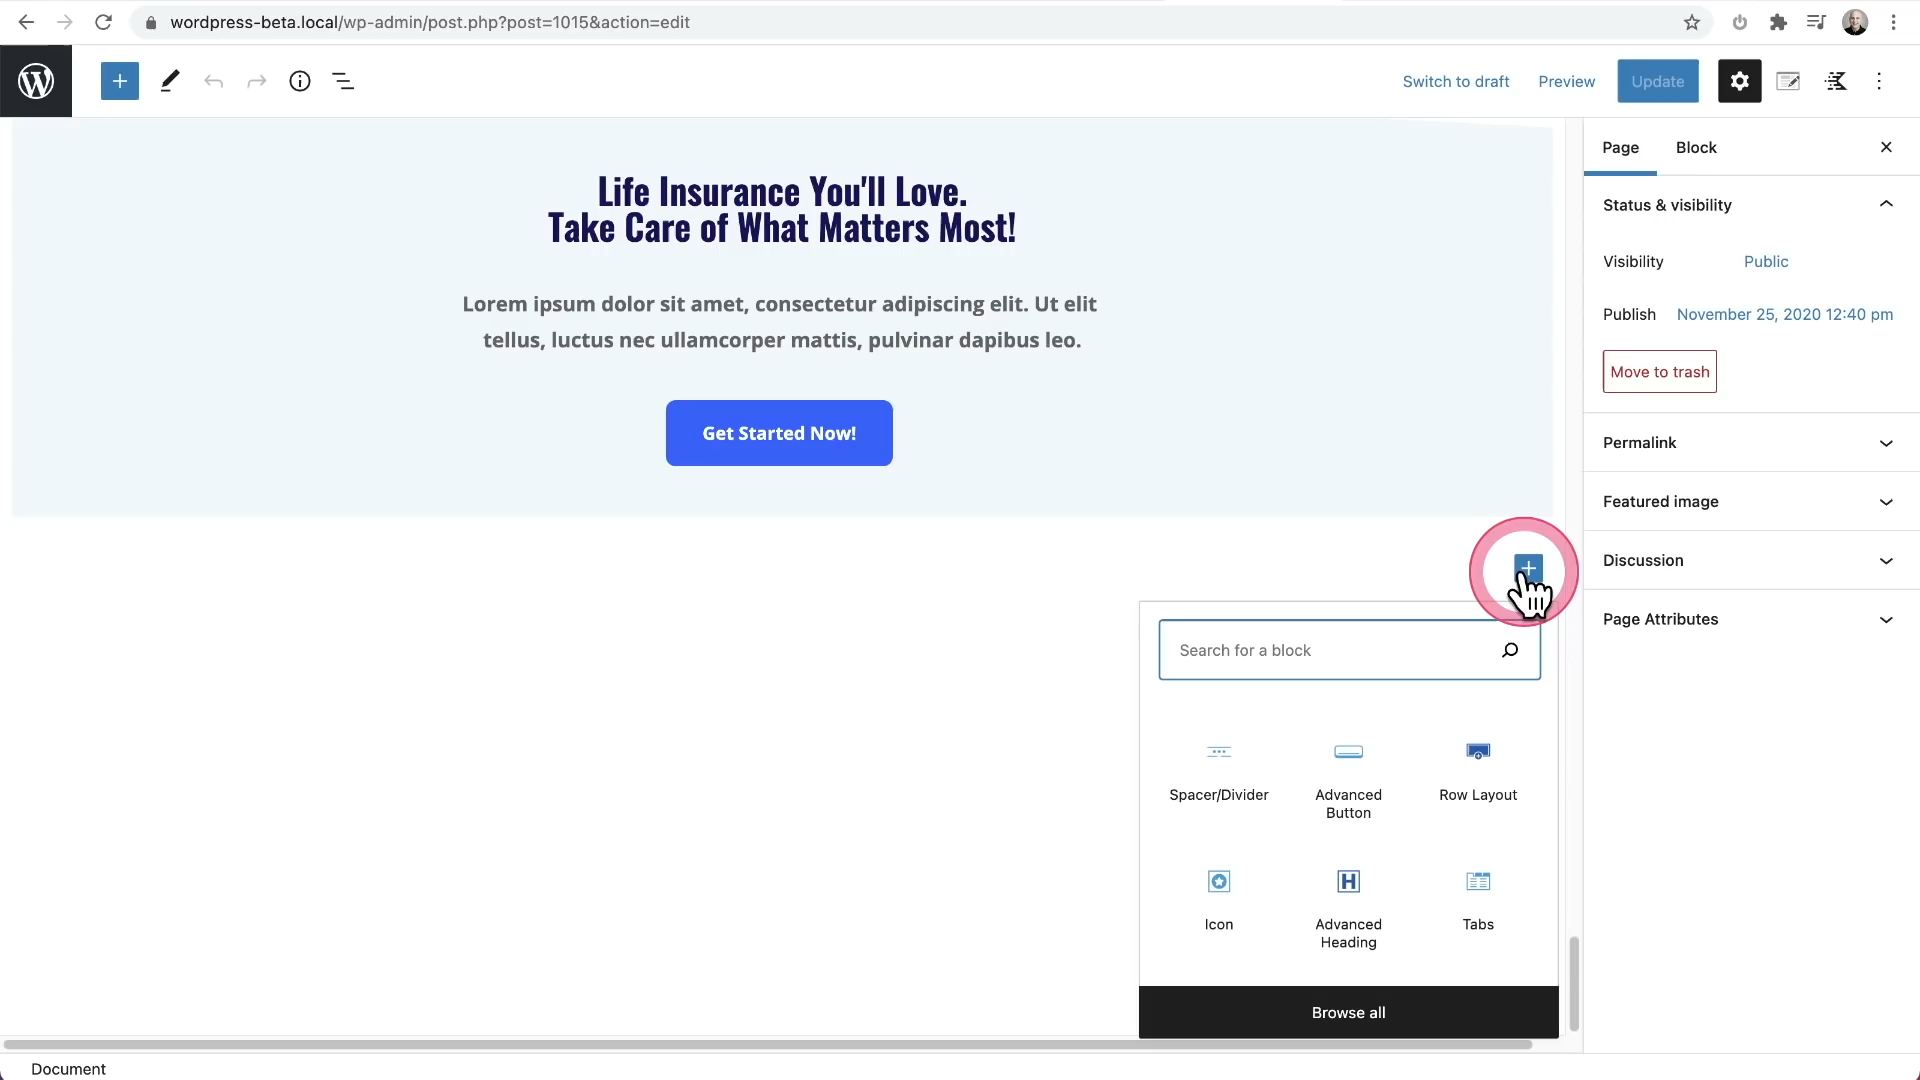 wordpress-beta.local/wp-admin/post.php?post=1015&action=edit
Switch to draft
Preview
Update
Page
Block
Life Insurance You'll Love.
Take Care of What Matters Most!
Lorem ipsum dolor sit amet, consectetur adipiscing elit. Ut elit
tellus, luctus nec ullamcorper mattis, pulvinar dapibus leo.
Get Started Now!
Status & visibility
Visibility
Public
Publish
November 25, 2020 12:40 pm
Move to trash
Permalink
Featured image
Discussion
Page Attributes
Search for a block
Spacer/Divider
Advanced
Button
Row Layout
Icon
Advanced
Heading
Tabs
Browse all
Document